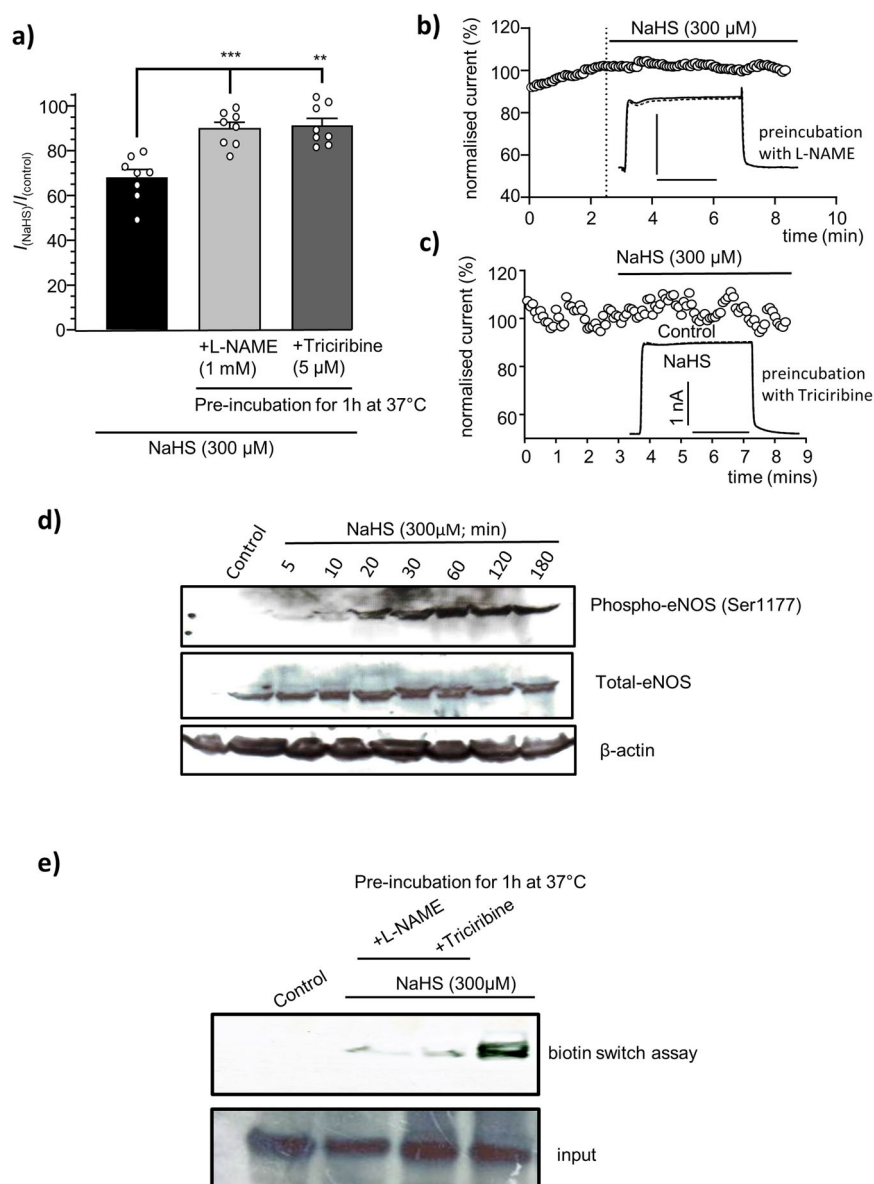 a)
*** **
100
80
60
40
20
0
I(NaHS)/I(control)
+L-NAME
(1 mM)
+Triciribine
(5 µM)
Pre-incubation for 1h at 37°C
NaHS (300 µM)
b)
NaHS (300 µM)
120
100
80
60
40
normalised current (%)
preincubation
with L-NAME
0 2 4 6 8 10
time (min)
c)
NaHS (300 µM)
120
100
80
60
normalised current (%)
Control
NaHS
1 nA
preincubation
with Triciribine
0 1 2 3 4 5 6 7 8 9
time (mins)
d)
NaHS (300µM; min)
Control 5 10 20 30 60 120 180
Phospho-eNOS (Ser1177)
Total-eNOS
β-actin
e)
Pre-incubation for 1h at 37°C
+L-NAME
+Triciribine
NaHS (300µM)
Control
biotin switch assay
input